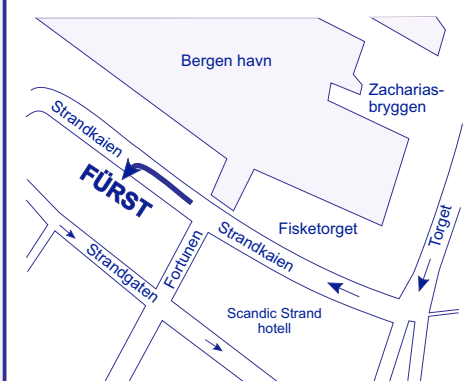 Bergen havn
Zacharias-
bryggen
Strandkaien
FÜRST
Torget
Fisketorget
Strandkaien
Fortunen
Strandgaten
Scandic Strand
hotell